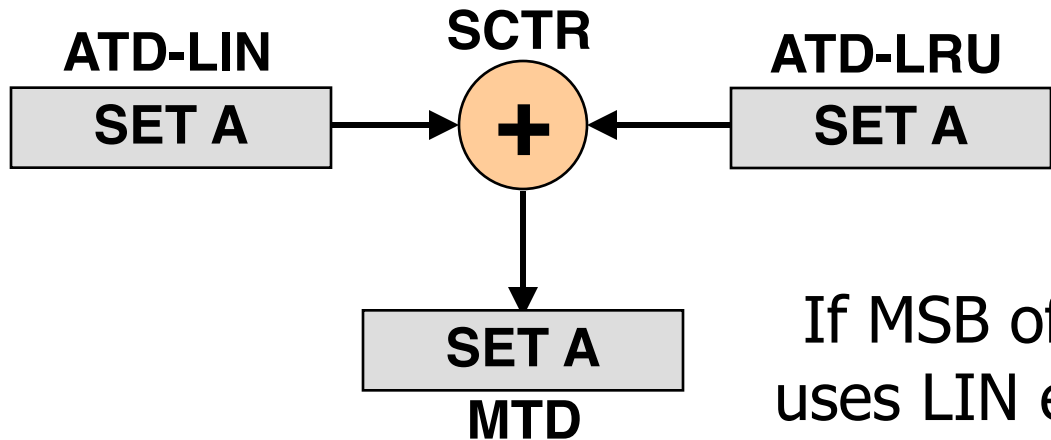 SCTR
ATD-LIN
ATD-LRU
SET A
+
SET A
SET A
MTD
If MSB of
uses LIN e